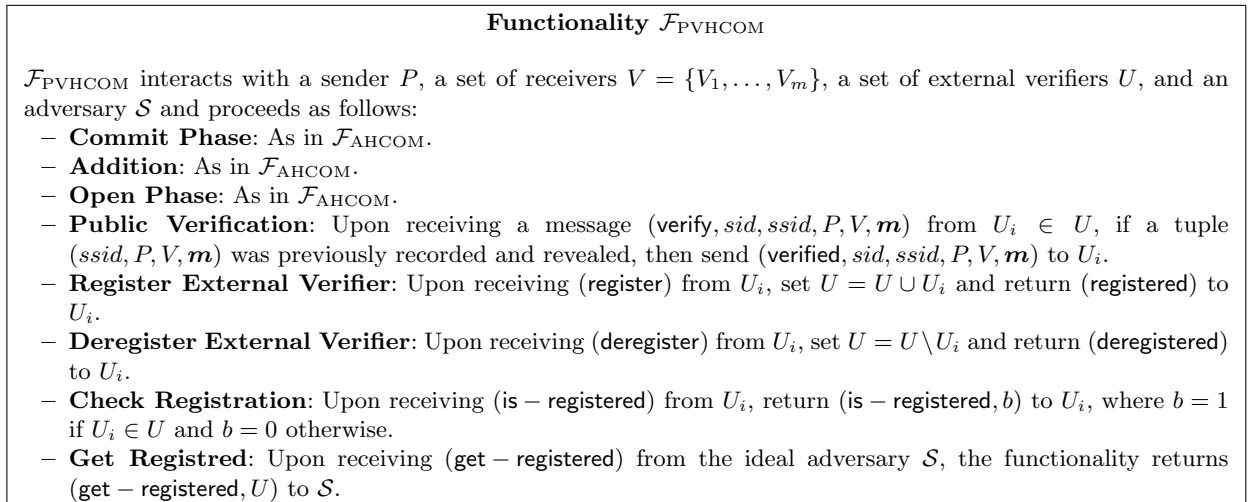 Functionality F_PVHCOM
F_PVHCOM interacts with a sender P, a set of receivers V = {V_1, . . . , V_m}, a set of external verifiers U, and an
adversary S and proceeds as follows:
– Commit Phase: As in F_AHCOM.
– Addition: As in F_AHCOM.
– Open Phase: As in F_AHCOM.
– Public Verification: Upon receiving a message (verify, sid, ssid, P, V, m) from U_i ∈ U, if a tuple
(ssid, P, V, m) was previously recorded and revealed, then send (verified, sid, ssid, P, V, m) to U_i.
– Register External Verifier: Upon receiving (register) from U_i, set U = U ∪ U_i and return (registered) to
U_i.
– Deregister External Verifier: Upon receiving (deregister) from U_i, set U = U\U_i and return (deregistered)
to U_i.
– Check Registration: Upon receiving (is − registered) from U_i, return (is − registered, b) to U_i, where b = 1
if U_i ∈ U and b = 0 otherwise.
– Get Registred: Upon receiving (get − registered) from the ideal adversary S, the functionality returns
(get − registered, U) to S.